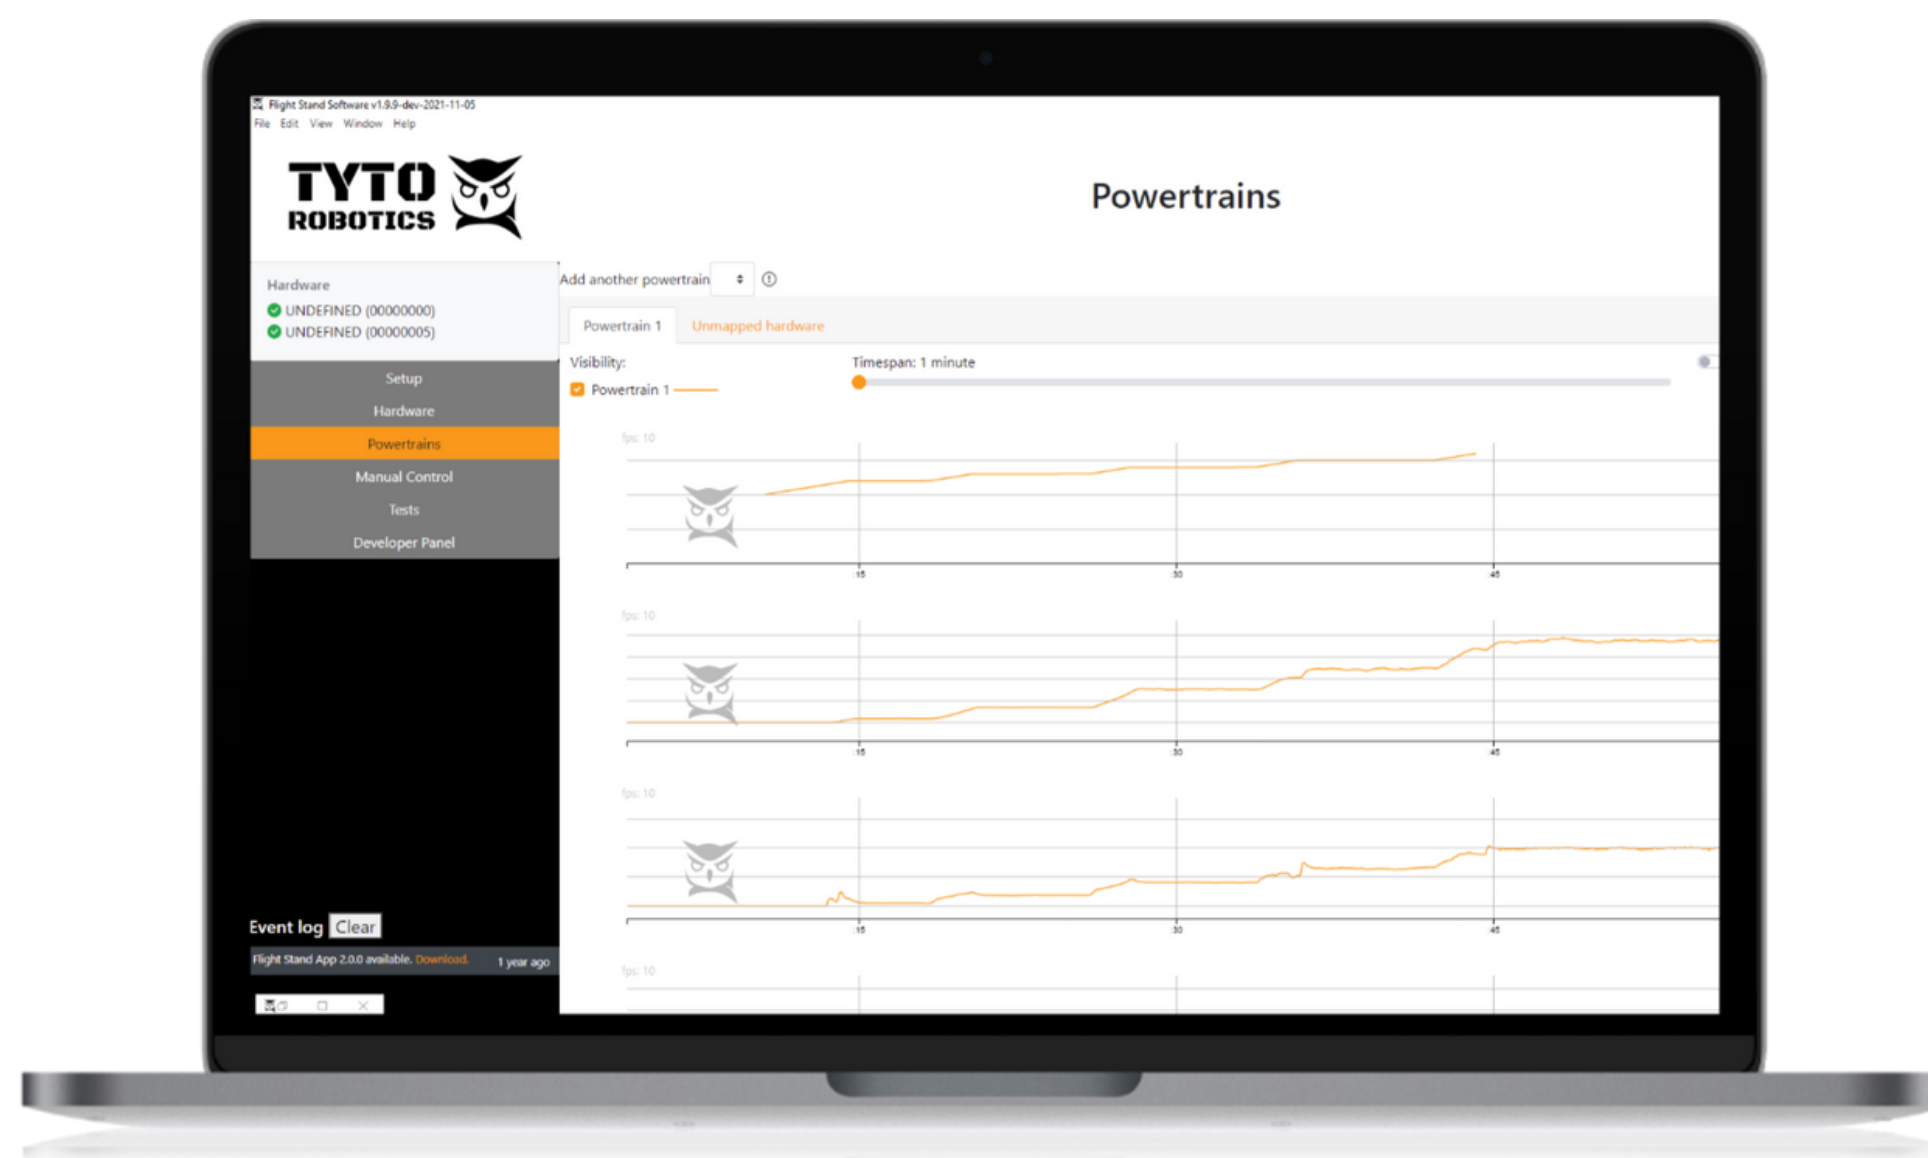 Flight Stand Software v1.9.9-dev-2021-11-05
File Edit View Window Help
TYTO
ROBOTICS
Powertrains
Hardware
UNDEFINED (00000000)
UNDEFINED (00000005)
Setup
Hardware
Powertrains
Manual Control
Tests
Developer Panel
Event log Clear
Flight Stand App 2.0.0 available. Download. 1 year ago
Add another powertrain
Powertrain 1 Unmapped hardware
Visibility: Timespan: 1 minute
Powertrain 1
fps: 10
:15 :30 :45
fps: 10
:15 :30 :45
fps: 10
:15 :30 :45
fps: 10